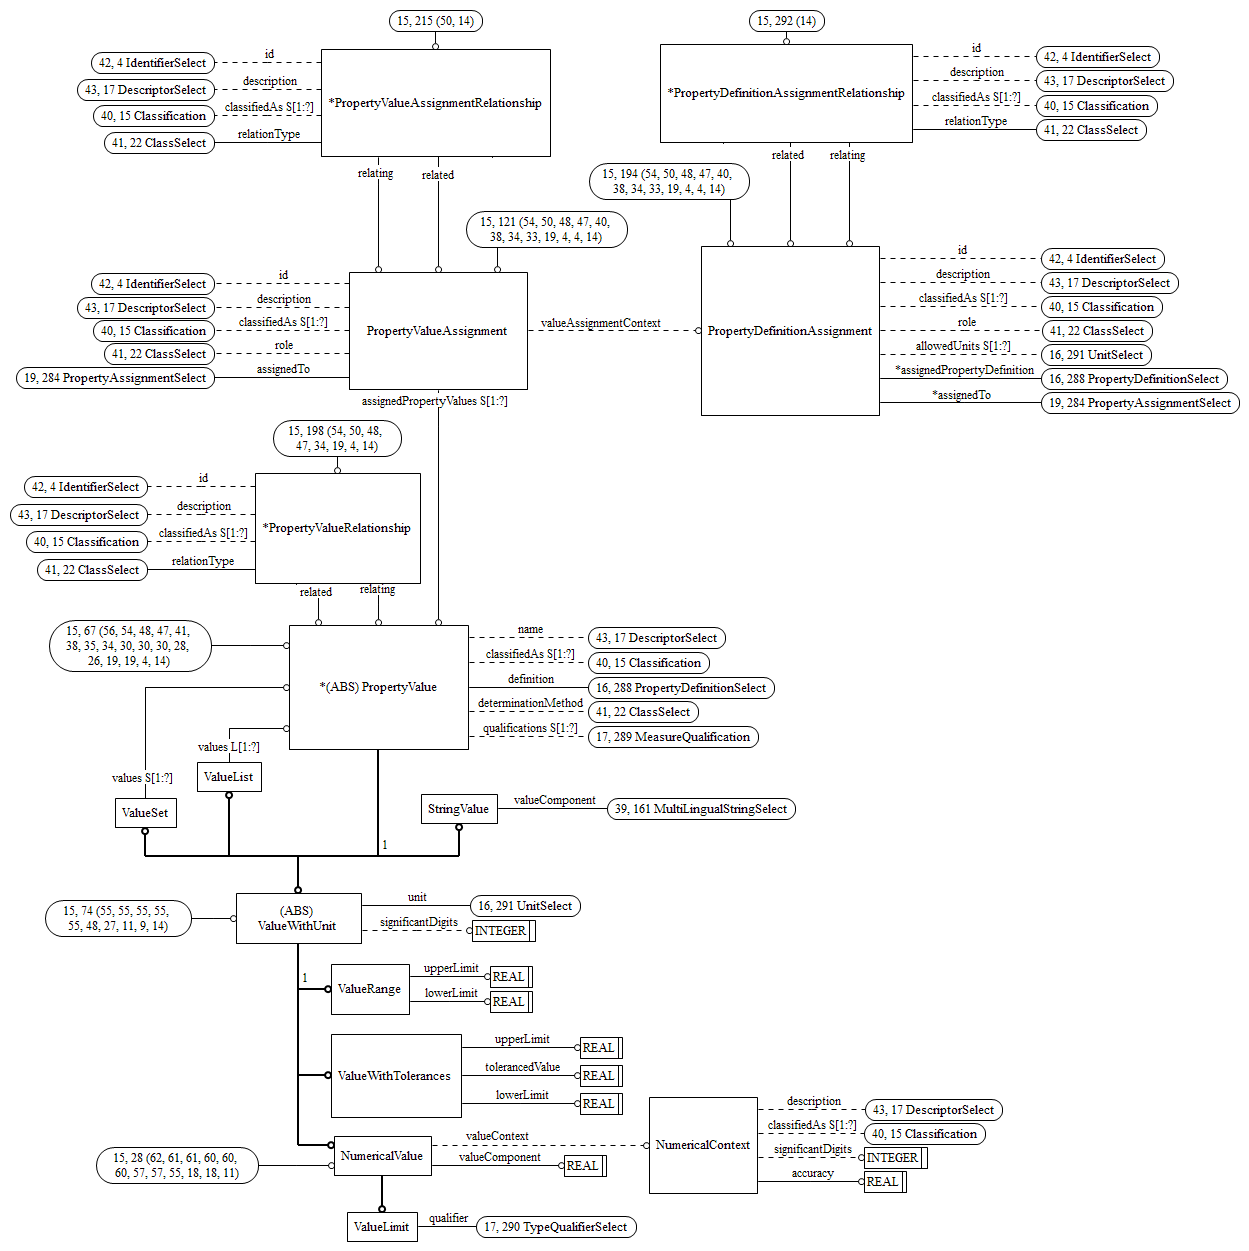 15, 215 (50, 14)
42, 4 IdentifierSelect
id
43, 17 DescriptorSelect
description
40, 15 Classification
classifiedAs S[1:?]
41, 22 ClassSelect
relationType
*PropertyValueAssignmentRelationship
relating
related
15, 292 (14)
*PropertyDefinitionAssignmentRelationship
id
42, 4 IdentifierSelect
description
43, 17 DescriptorSelect
classifiedAs S[1:?]
40, 15 Classification
relationType
41, 22 ClassSelect
related
relating
15, 194 (54, 50, 48, 47, 40,
38, 34, 33, 19, 4, 4, 14)
15, 121 (54, 50, 48, 47, 40,
38, 34, 33, 19, 4, 4, 14)
42, 4 IdentifierSelect
id
43, 17 DescriptorSelect
description
40, 15 Classification
classifiedAs S[1:?]
41, 22 ClassSelect
role
19, 284 PropertyAssignmentSelect
assignedTo
PropertyValueAssignment
valueAssignmentContext
PropertyDefinitionAssignment
id
42, 4 IdentifierSelect
description
43, 17 DescriptorSelect
classifiedAs S[1:?]
40, 15 Classification
role
41, 22 ClassSelect
allowedUnits S[1:?]
16, 291 UnitSelect
*assignedPropertyDefinition
16, 288 PropertyDefinitionSelect
*assignedTo
19, 284 PropertyAssignmentSelect
assignedPropertyValues S[1:?]
15, 198 (54, 50, 48,
47, 34, 19, 4, 14)
42, 4 IdentifierSelect
id
43, 17 DescriptorSelect
description
40, 15 Classification
classifiedAs S[1:?]
41, 22 ClassSelect
relationType
*PropertyValueRelationship
related
relating
15, 67 (56, 54, 48, 47, 41,
38, 35, 34, 30, 30, 30, 28,
26, 19, 19, 4, 14)
*(ABS) PropertyValue
name
43, 17 DescriptorSelect
classifiedAs S[1:?]
40, 15 Classification
definition
16, 288 PropertyDefinitionSelect
determinationMethod
41, 22 ClassSelect
qualifications S[1:?]
17, 289 MeasureQualification
values L[1:?]
values S[1:?]
ValueList
ValueSet
StringValue
valueComponent
39, 161 MultiLingualStringSelect
1
15, 74 (55, 55, 55, 55, 55,
55, 48, 27, 11, 9, 14)
(ABS)
ValueWithUnit
unit
16, 291 UnitSelect
significantDigits
INTEGER
1
ValueRange
upperLimit
REAL
lowerLimit
REAL
ValueWithTolerances
upperLimit
REAL
tolerancedValue
REAL
lowerLimit
REAL
15, 28 (62, 61, 61, 60, 60,
60, 57, 57, 55, 18, 18, 11)
NumericalValue
valueContext
valueComponent
REAL
NumericalContext
description
43, 17 DescriptorSelect
classifiedAs S[1:?]
40, 15 Classification
significantDigits
INTEGER
accuracy
REAL
ValueLimit
qualifier
17, 290 TypeQualifierSelect